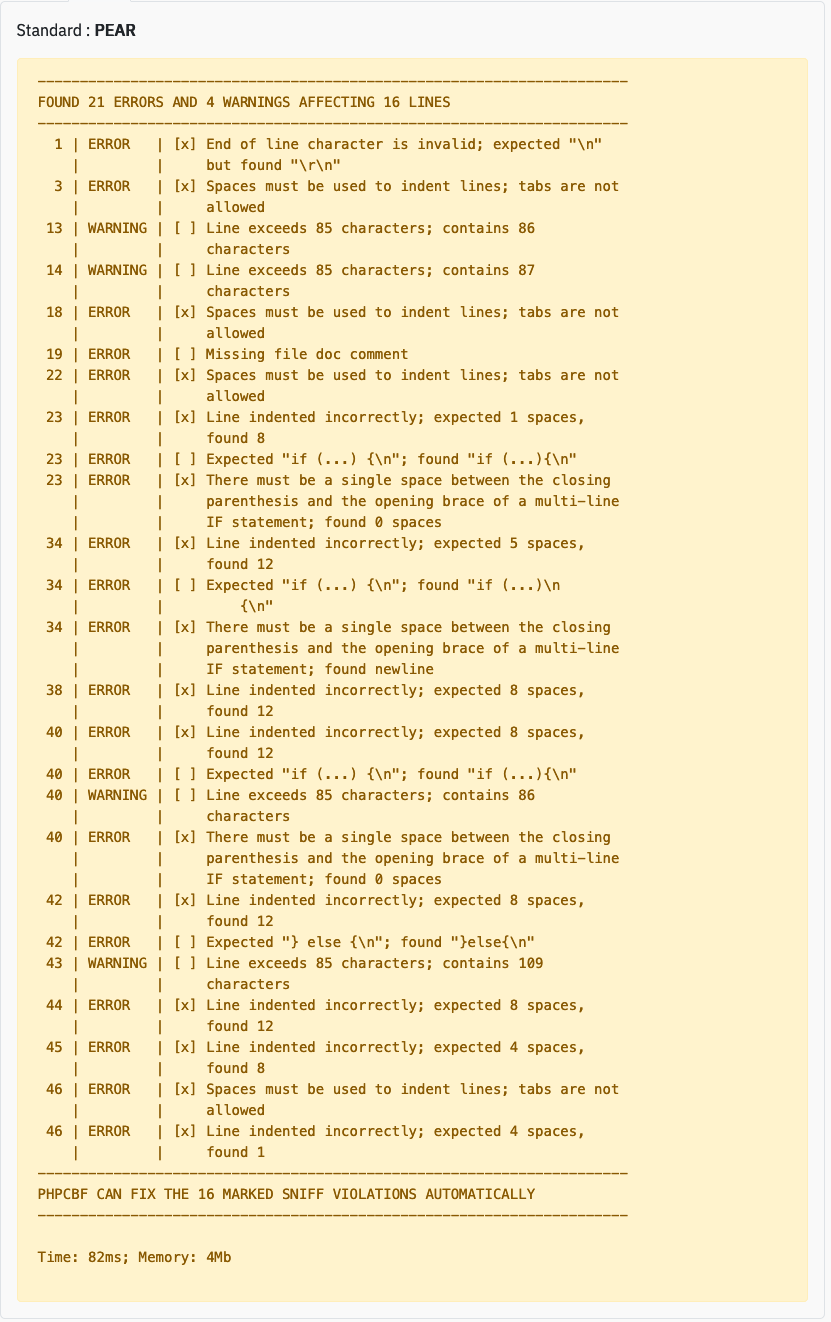 Standard : PEAR
----------------------------------------------------------------------
FOUND 21 ERRORS AND 4 WARNINGS AFFECTING 16 LINES
----------------------------------------------------------------------
  1 | ERROR   | [x] End of line character is invalid; expected "\n"
    |         |     but found "\r\n"
  3 | ERROR   | [x] Spaces must be used to indent lines; tabs are not
    |         |     allowed
 13 | WARNING | [ ] Line exceeds 85 characters; contains 86
    |         |     characters
 14 | WARNING | [ ] Line exceeds 85 characters; contains 87
    |         |     characters
 18 | ERROR   | [x] Spaces must be used to indent lines; tabs are not
    |         |     allowed
 19 | ERROR   | [ ] Missing file doc comment
 22 | ERROR   | [x] Spaces must be used to indent lines; tabs are not
    |         |     allowed
 23 | ERROR   | [x] Line indented incorrectly; expected 1 spaces,
    |         |     found 8
 23 | ERROR   | [ ] Expected "if (...) {\n"; found "if (...){\n"
 23 | ERROR   | [x] There must be a single space between the closing
    |         |     parenthesis and the opening brace of a multi-line
    |         |     IF statement; found 0 spaces
 34 | ERROR   | [x] Line indented incorrectly; expected 5 spaces,
    |         |     found 12
 34 | ERROR   | [ ] Expected "if (...) {\n"; found "if (...)\n
    |         |         {\n"
 34 | ERROR   | [x] There must be a single space between the closing
    |         |     parenthesis and the opening brace of a multi-line
    |         |     IF statement; found newline
 38 | ERROR   | [x] Line indented incorrectly; expected 8 spaces,
    |         |     found 12
 40 | ERROR   | [x] Line indented incorrectly; expected 8 spaces,
    |         |     found 12
 40 | ERROR   | [ ] Expected "if (...) {\n"; found "if (...){\n"
 40 | WARNING | [ ] Line exceeds 85 characters; contains 86
    |         |     characters
 40 | ERROR   | [x] There must be a single space between the closing
    |         |     parenthesis and the opening brace of a multi-line
    |         |     IF statement; found 0 spaces
 42 | ERROR   | [x] Line indented incorrectly; expected 8 spaces,
    |         |     found 12
 42 | ERROR   | [ ] Expected "} else {\n"; found "}else{\n"
 43 | WARNING | [ ] Line exceeds 85 characters; contains 109
    |         |     characters
 44 | ERROR   | [x] Line indented incorrectly; expected 8 spaces,
    |         |     found 12
 45 | ERROR   | [x] Line indented incorrectly; expected 4 spaces,
    |         |     found 8
 46 | ERROR   | [x] Spaces must be used to indent lines; tabs are not
    |         |     allowed
 46 | ERROR   | [x] Line indented incorrectly; expected 4 spaces,
    |         |     found 1
----------------------------------------------------------------------
PHPCBF CAN FIX THE 16 MARKED SNIFF VIOLATIONS AUTOMATICALLY
----------------------------------------------------------------------
Time: 82ms; Memory: 4Mb